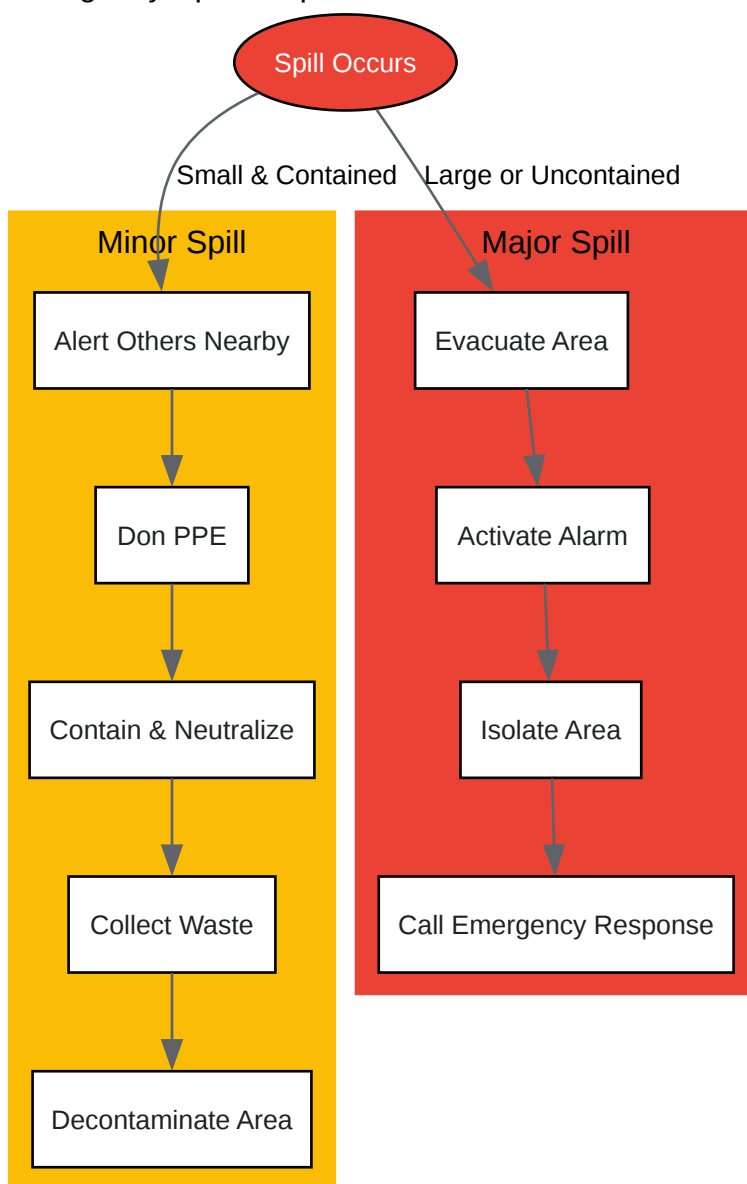 Spill Occurs
Small & Contained
Large or Uncontained
Minor Spill
Major Spill
Alert Others Nearby
Evacuate Area
Don PPE
Activate Alarm
Contain & Neutralize
Isolate Area
Collect Waste
Call Emergency Response
Decontaminate Area